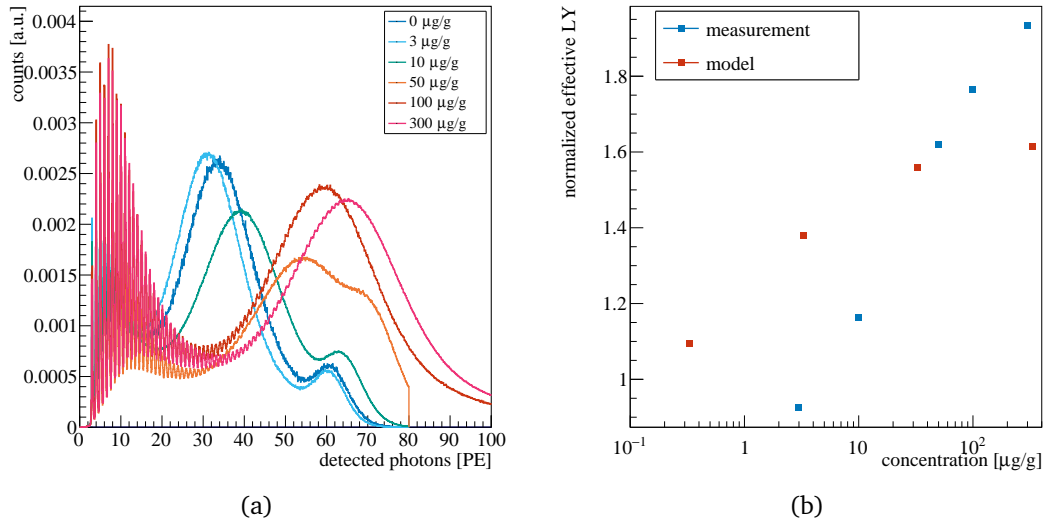 counts [a.u.]
0.004
0.0035
0.003
0.0025
0.002
0.0015
0.001
0.0005
0
0 µg/g
3 µg/g
10 µg/g
50 µg/g
100 µg/g
300 µg/g
0 10 20 30 40 50 60 70 80 90 100
detected photons [PE]
(a)
normalized effective LY
1.8
1.6
1.4
1.2
1
measurement
model
10⁻¹ 1 10 10²
concentration [µg/g]
(b)